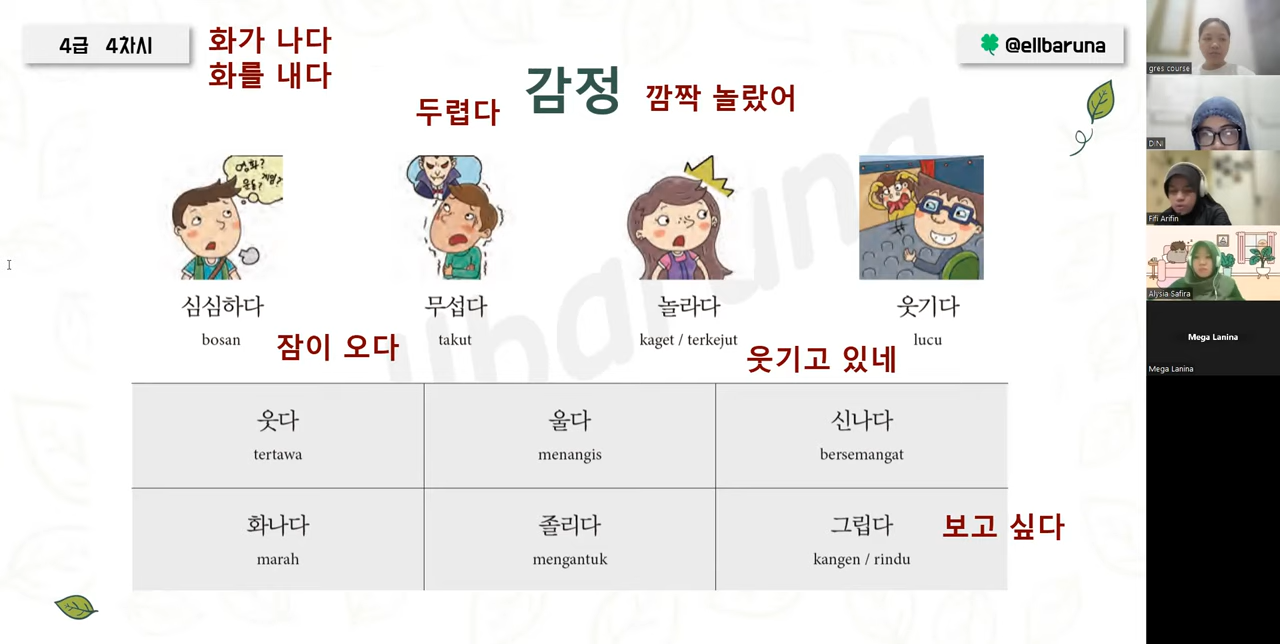 4급 4차시
화가 나다
화를 내다
@ellbaruna
두렵다
감정
깜짝 놀랐어
심심하다
bosan
무섭다
takut
놀라다
kaget / terkejut
웃기다
lucu
잠이 오다
웃기고 있네
웃다
tertawa
울다
menangis
신나다
bersemangat
화나다
marah
졸리다
mengantuk
그립다
kangen / rindu
보고 싶다
gres course
DINI
Fifi Arifin
Alysia Safira
Mega Lanina
Mega Lanina